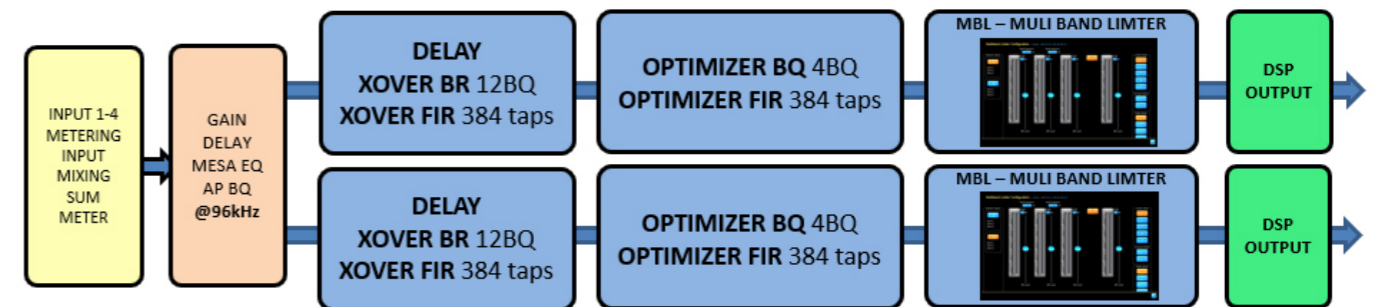 INPUT 1-4
METERING
INPUT
MIXING
SUM
METER
GAIN
DELAY
MESA EQ
AP BQ
@96kHz
DELAY
XOVER BR 12BQ
XOVER FIR 384 taps
OPTIMIZER BQ 4BQ
OPTIMIZER FIR 384 taps
MBL – MULI BAND LIMTER
DSP
OUTPUT
DELAY
XOVER BR 12BQ
XOVER FIR 384 taps
OPTIMIZER BQ 4BQ
OPTIMIZER FIR 384 taps
MBL – MULI BAND LIMTER
DSP
OUTPUT